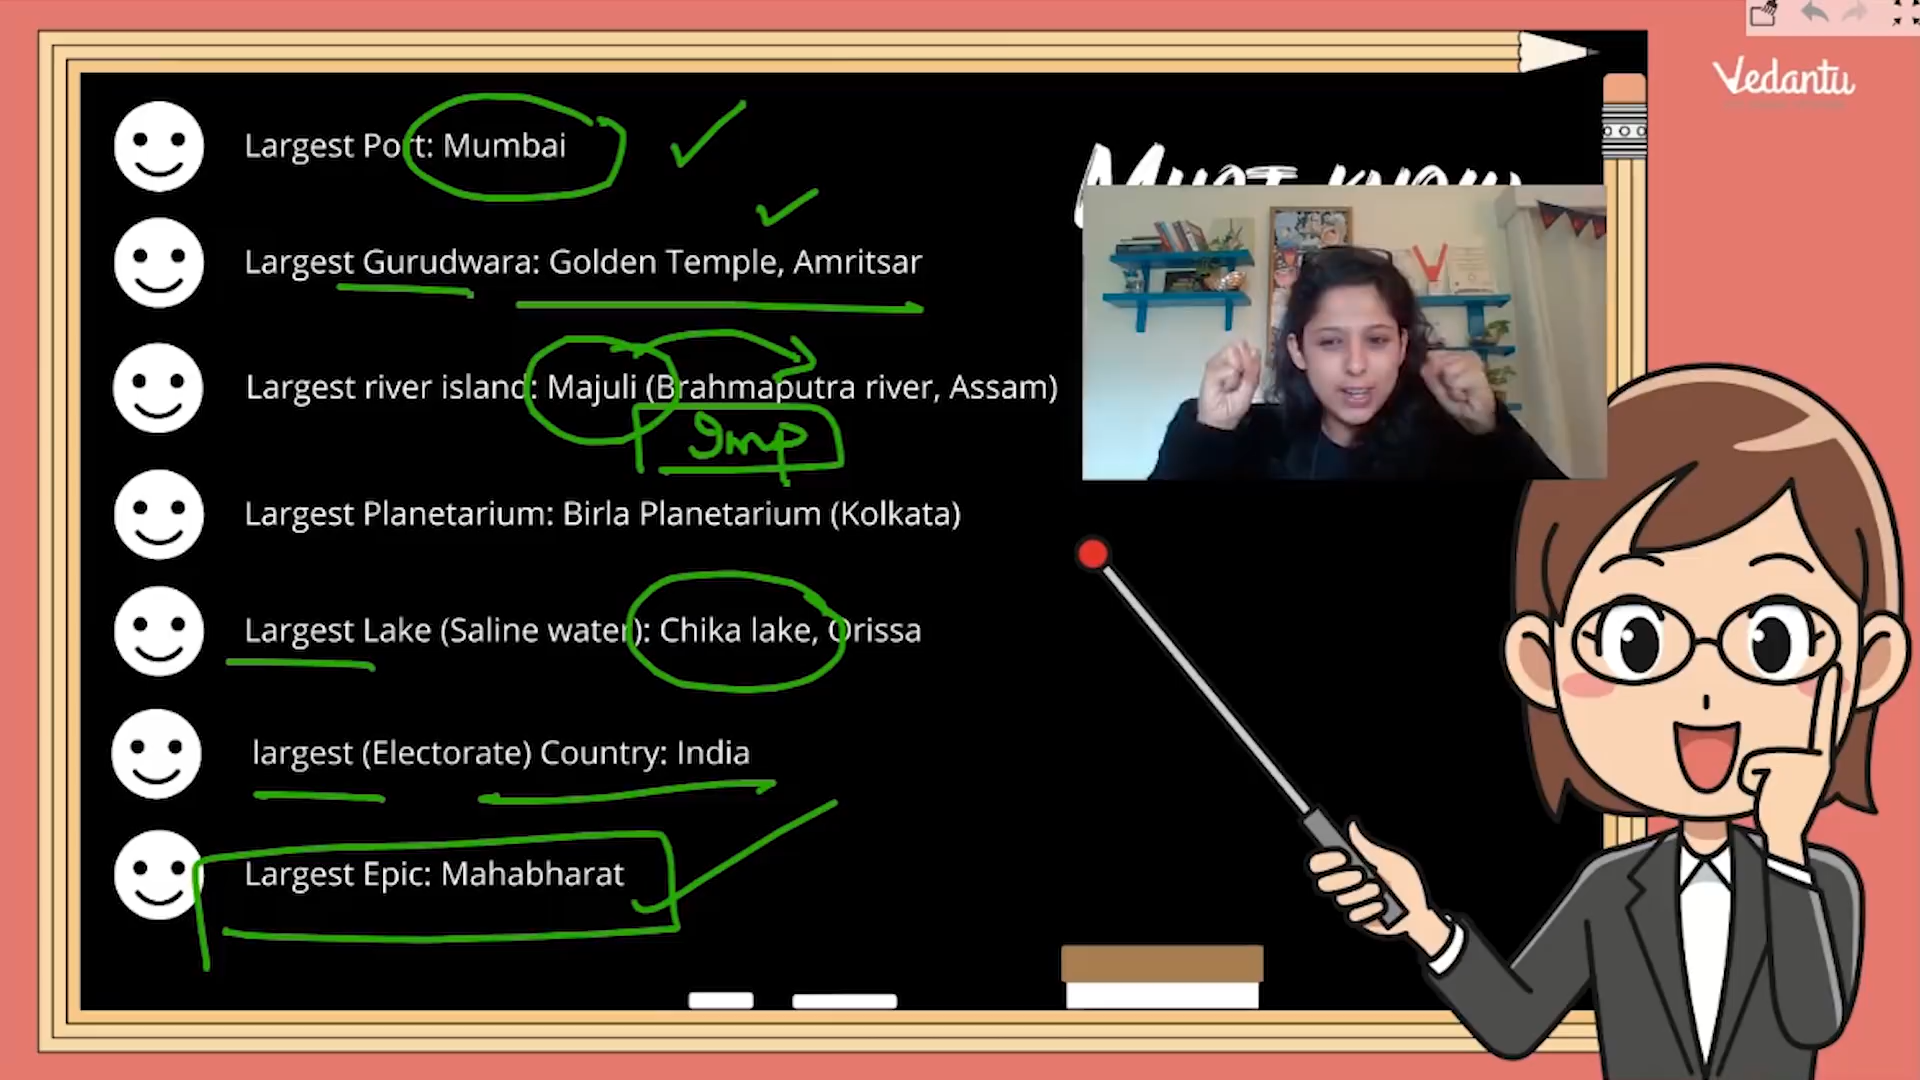 Vedantu
Largest Port: Mumbai
Largest Gurudwara: Golden Temple, Amritsar
Largest river island: Majuli (Brahmaputra river, Assam)
Imp
Largest Planetarium: Birla Planetarium (Kolkata)
Largest Lake (Saline water): Chika lake, Orissa
largest (Electorate) Country: India
Largest Epic: Mahabharat